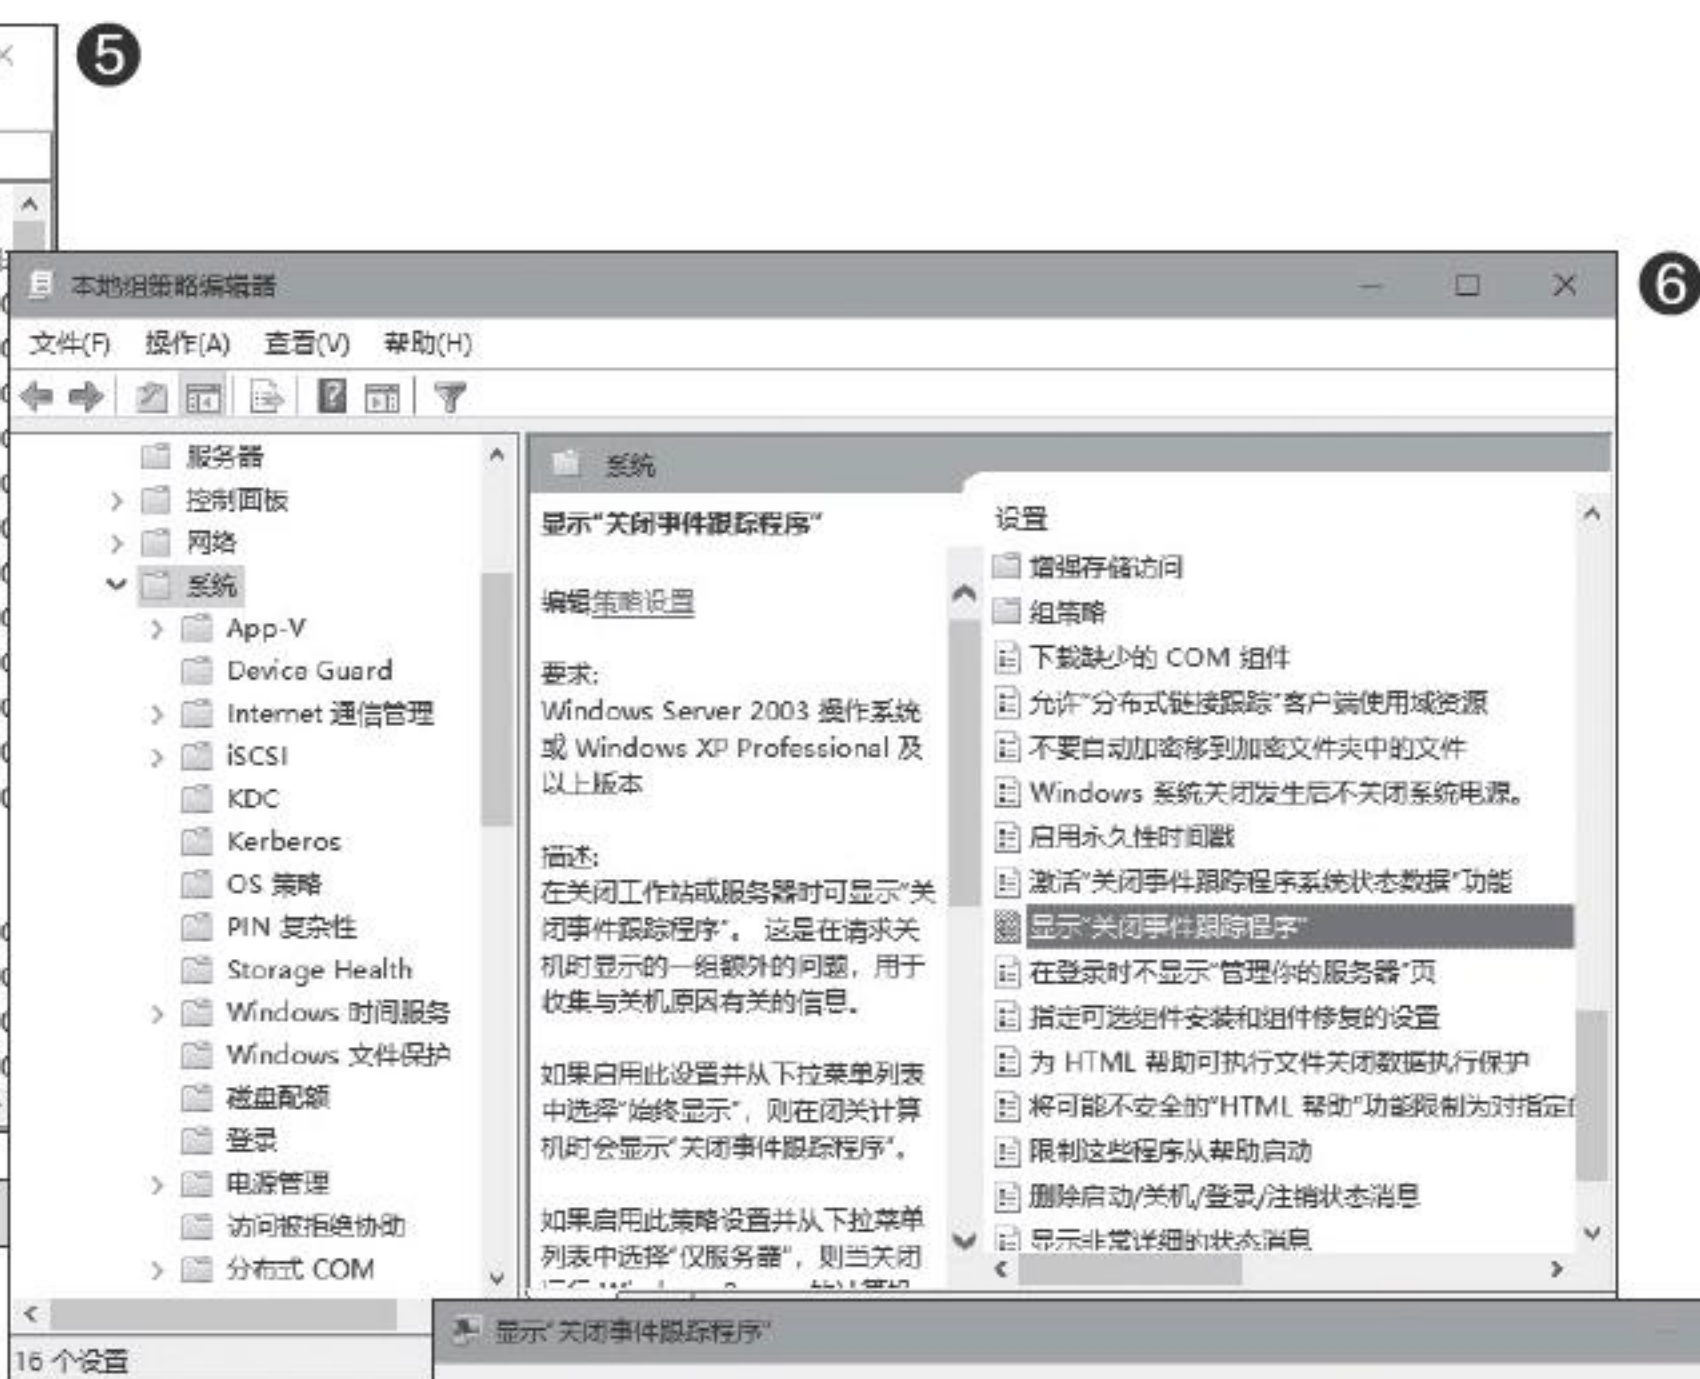 5
6
本地组策略编辑器
文件(F) 操作(A) 查看(V) 帮助(H)
服务器
控制面板
网络
系统
App-V
Device Guard
Internet 通信管理
iSCSI
KDC
Kerberos
OS 策略
PIN 复杂性
Storage Health
Windows 时间服务
Windows 文件保护
磁盘配额
登录
电源管理
访问被拒绝协助
分布式 COM
16 个设置
系统
显示“关闭事件跟踪程序”
编辑策略设置
要求:
Windows Server 2003 操作系统
或 Windows XP Professional 及
以上版本
描述:
在关闭工作站或服务器时可显示“关
闭事件跟踪程序”。 这是在请求关
机时显示的一组额外的问题，用于
收集与关机原因有关的信息。
如果启用此设置并从下拉菜单列表
中选择“始终显示”，则在闭关计算
机时会显示“关闭事件跟踪程序”。
如果启用此策略设置并从下拉菜单
列表中选择“仅服务器”，则当关闭
设置
增强存储访问
组策略
下载缺少的 COM 组件
允许“分布式链接跟踪”客户端使用域资源
不要自动加密移到加密文件夹中的文件
Windows 系统关闭发生后不关闭系统电源。
启用永久性时间戳
激活“关闭事件跟踪程序系统状态数据”功能
显示“关闭事件跟踪程序”
在登录时不显示“管理你的服务器”页
指定可选组件安装和组件修复的设置
为 HTML 帮助可执行文件关闭数据执行保护
将可能不安全的“HTML 帮助”功能限制为对指定
限制这些程序从帮助启动
删除启动/关机/登录/注销状态消息
显示非常详细的状态消息
显示“关闭事件跟踪程序”